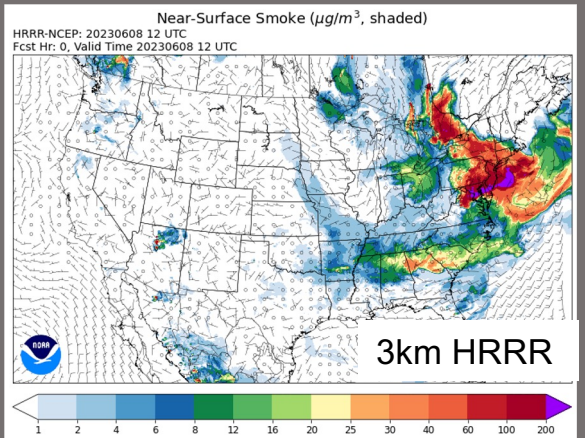 Near-Surface Smoke (μg/m³, shaded)
HRRR-NCEP: 20230608 12 UTC
Fcst Hr: 0, Valid Time 20230608 12 UTC
NOAA
3km HRRR
1 2 4 6 8 12 16 20 25 30 40 60 100 200